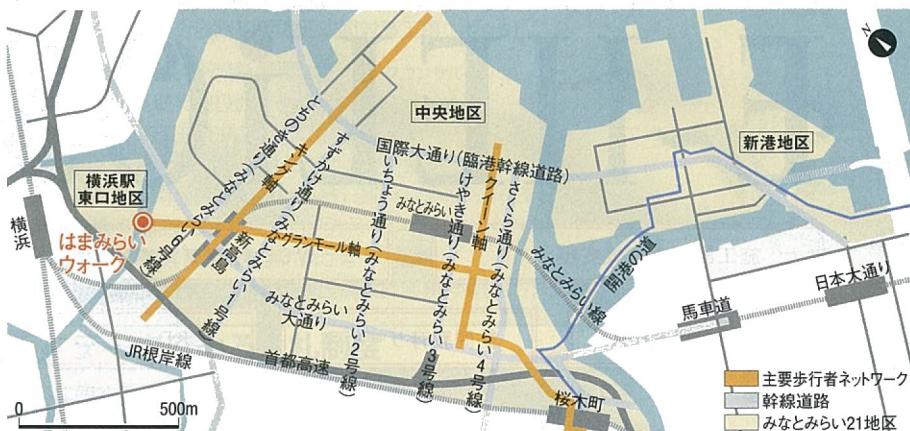 N
中央地区
新港地区
国際大通り(臨港幹線道路)
とちのき通り(みなとみらい6号線)
キング軸
すずかけ通り(みなとみらい1号線)
いちょう通り(みなとみらい2号線)
けやき通り(みなとみらい3号線)
クイーン軸
さくら通り(みなとみらい4号線)
横浜駅
東口地区
横浜
はまみらい
ウォーク
新高島
グランモール軸
みなとみらい
みなとみらい線
開港の道
みなとみらい
大通り
馬車道
日本大通り
JR根岸線
首都高速
桜木町
0
500m
主要歩行者ネットワーク
幹線道路
みなとみらい21地区